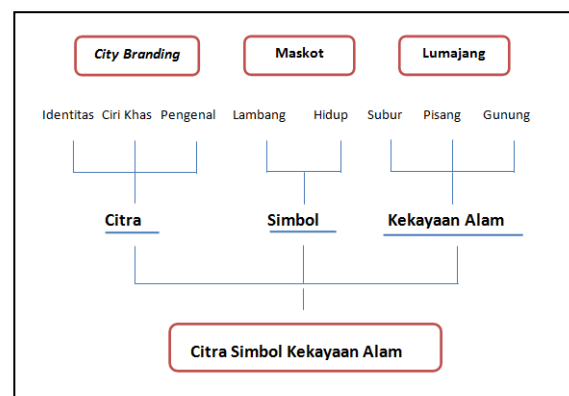 City Branding Maskot Lumajang
Identitas Ciri Khas Pengenal Lambang Hidup Subur Pisang Gunung
Citra Simbol Kekayaan Alam
Citra Simbol Kekayaan Alam